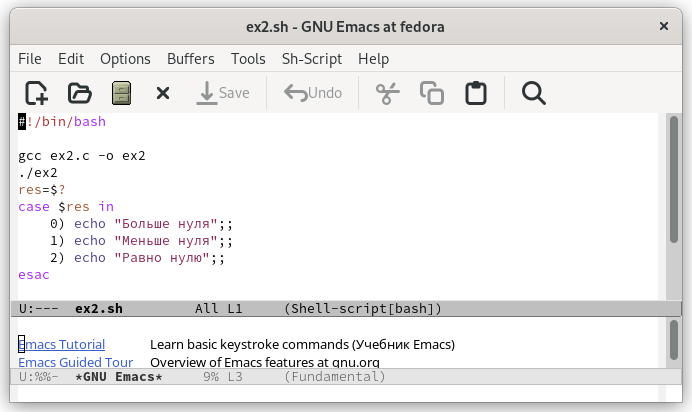 ex2.sh - GNU Emacs at fedora
File Edit Options Buffers Tools Sh-Script Help
Save Undo
#!/bin/bash
gcc ex2.c -o ex2
./ex2
res=$?
case $res in
    0) echo "Больше нуля";;
    1) echo "Меньше нуля";;
    2) echo "Равно нулю";;
esac
U:---  ex2.sh         All L1     (Shell-script[bash])
Emacs Tutorial Learn basic keystroke commands (Учебник Emacs)
Emacs Guided Tour Overview of Emacs features at gnu.org
U:%%-  *GNU Emacs*     9% L3     (Fundamental)